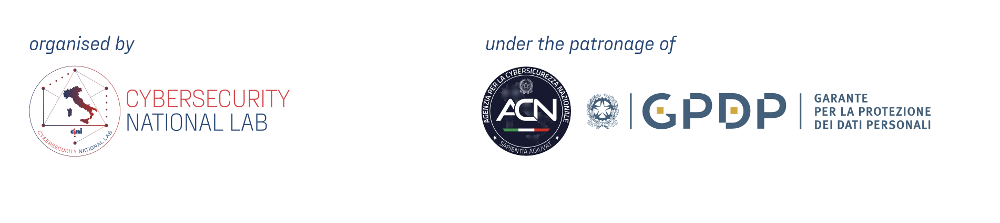 organised by
cini
CYBERSECURITY NATIONAL LAB
CYBERSECURITY
NATIONAL LAB
under the patronage of
AGENZIA PER LA CYBERSICUREZZA NAZIONALE
ACN
SAPIENTIA ADIUVAT
GPDP
GARANTE
PER LA PROTEZIONE
DEI DATI PERSONALI